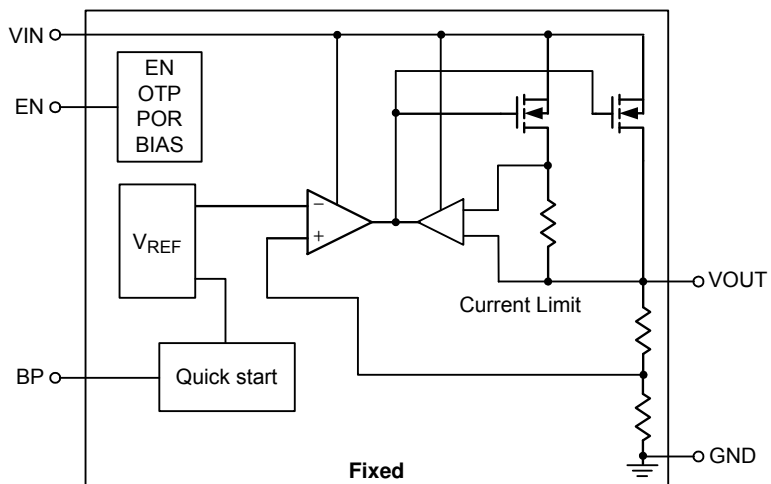 VIN
EN
EN
OTP
POR
BIAS
VREF
−
+
Current Limit
VOUT
BP
Quick start
GND
Fixed